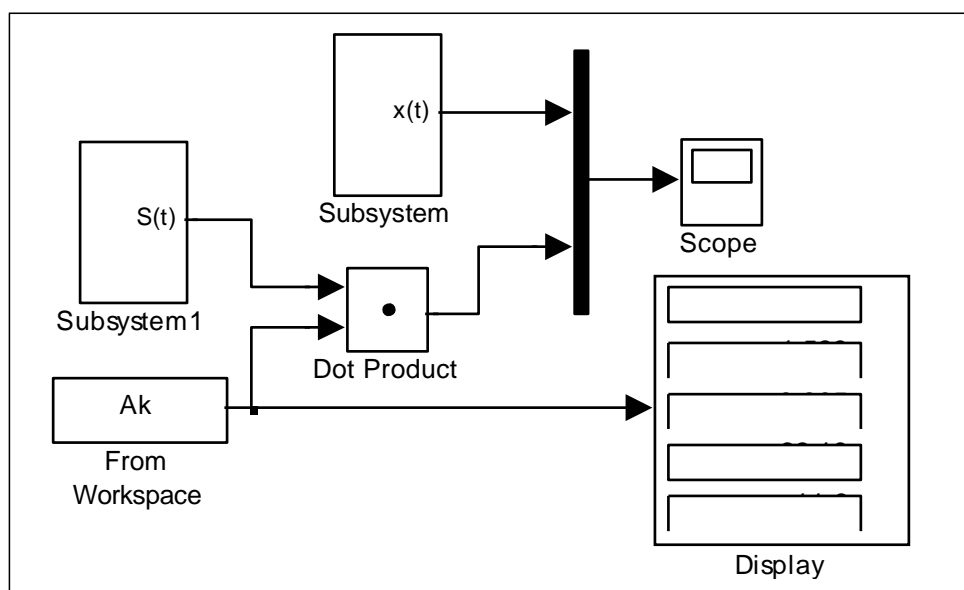 x(t)
Subsystem
S(t)
Subsystem1
Scope
Dot Product
Ak
From
Workspace
Display